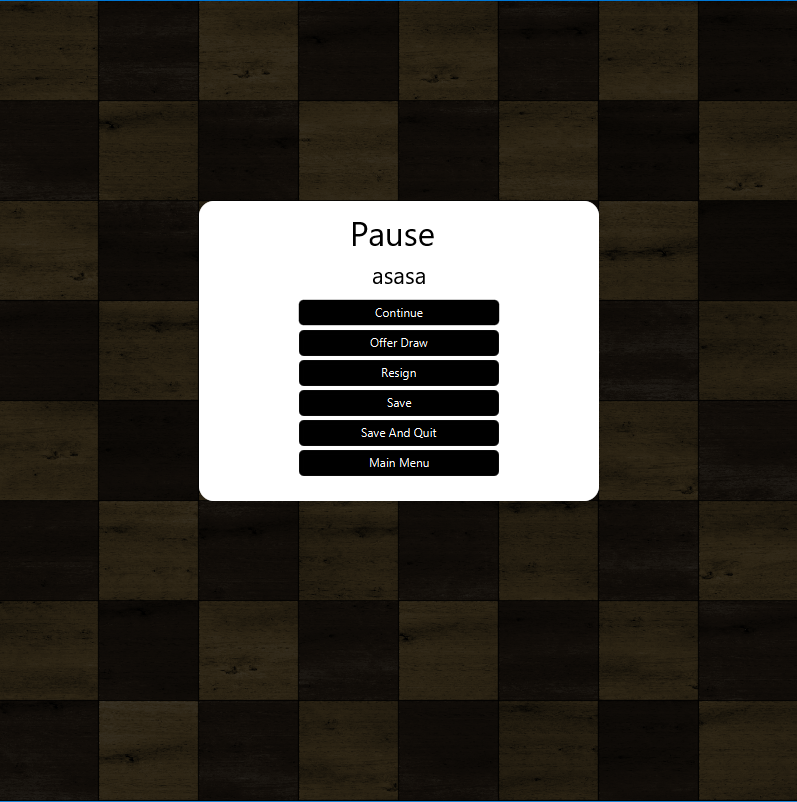 Pause
asasa
Continue
Offer Draw
Resign
Save
Save And Quit
Main Menu